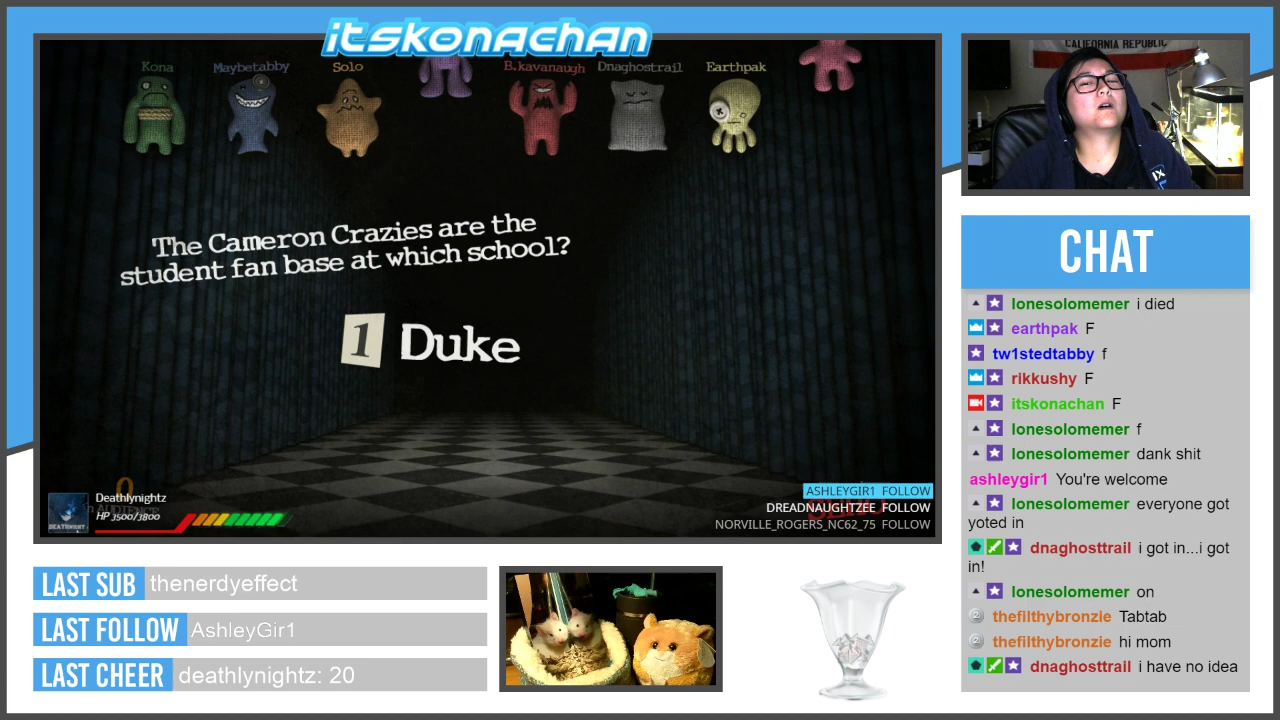 itskonachan
CALIFORNIA REPUBLIC
Kona
Maybetabby
Solo
B.kavanaugh
Dnaghostrail
Earthpak
The Cameron Crazies are the
student fan base at which school?
1 Duke
0
AUDIENCE
Deathlynightz
HP 3500/3800
DEATHNIGHT
ASHLEYGIR1 FOLLOW
DREADNAUGHTZEE FOLLOW
NORVILLE_ROGERS_NC62_75 FOLLOW
CHAT
lonesolomemer i died
earthpak F
tw1stedtabby f
rikkushy F
itskonachan F
lonesolomemer f
lonesolomemer dank shit
ashleygir1 You're welcome
lonesolomemer everyone got
yoted in
dnaghosttrail i got in...i got
in!
lonesolomemer on
thefilthybronzie Tabtab
thefilthybronzie hi mom
dnaghosttrail i have no idea
LAST SUB thenerdyeffect
LAST FOLLOW AshleyGir1
LAST CHEER deathlynightz: 20